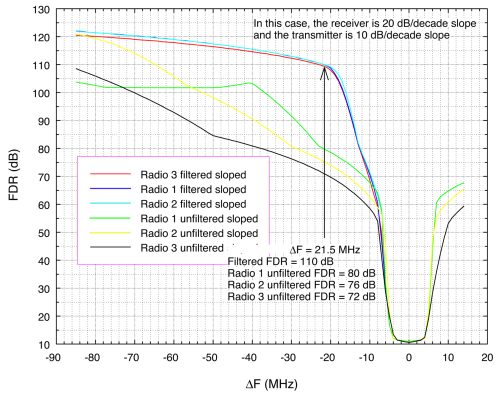 In this case, the receiver is 20 dB/decade slope
and the transmitter is 10 dB/decade slope
130
120
110
100
90
80
70
60
50
40
30
20
10
FDR (dB)
Radio 3 filtered sloped
Radio 1 filtered sloped
Radio 2 filtered sloped
Radio 1 unfiltered sloped
Radio 2 unfiltered sloped
Radio 3 unfiltered
ΔF = 21.5 MHz
Filtered FDR = 110 dB
Radio 1 unfiltered FDR = 80 dB
Radio 2 unfiltered FDR = 76 dB
Radio 3 unfiltered FDR = 72 dB
-90 -80 -70 -60 -50 -40 -30 -20 -10 0 10 20
ΔF (MHz)